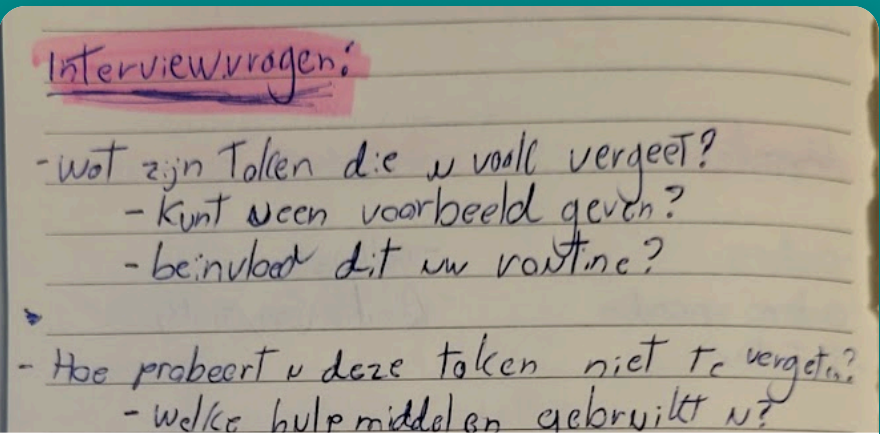 Interviewvragen:
- Wat zijn Taken die u vaak vergeet?
- Kunt u een voorbeeld geven?
- beïnvloed dit uw routine?
- Hoe probeert u deze taken niet te vergeten?
- Welke hulpmiddelen gebruikt u?